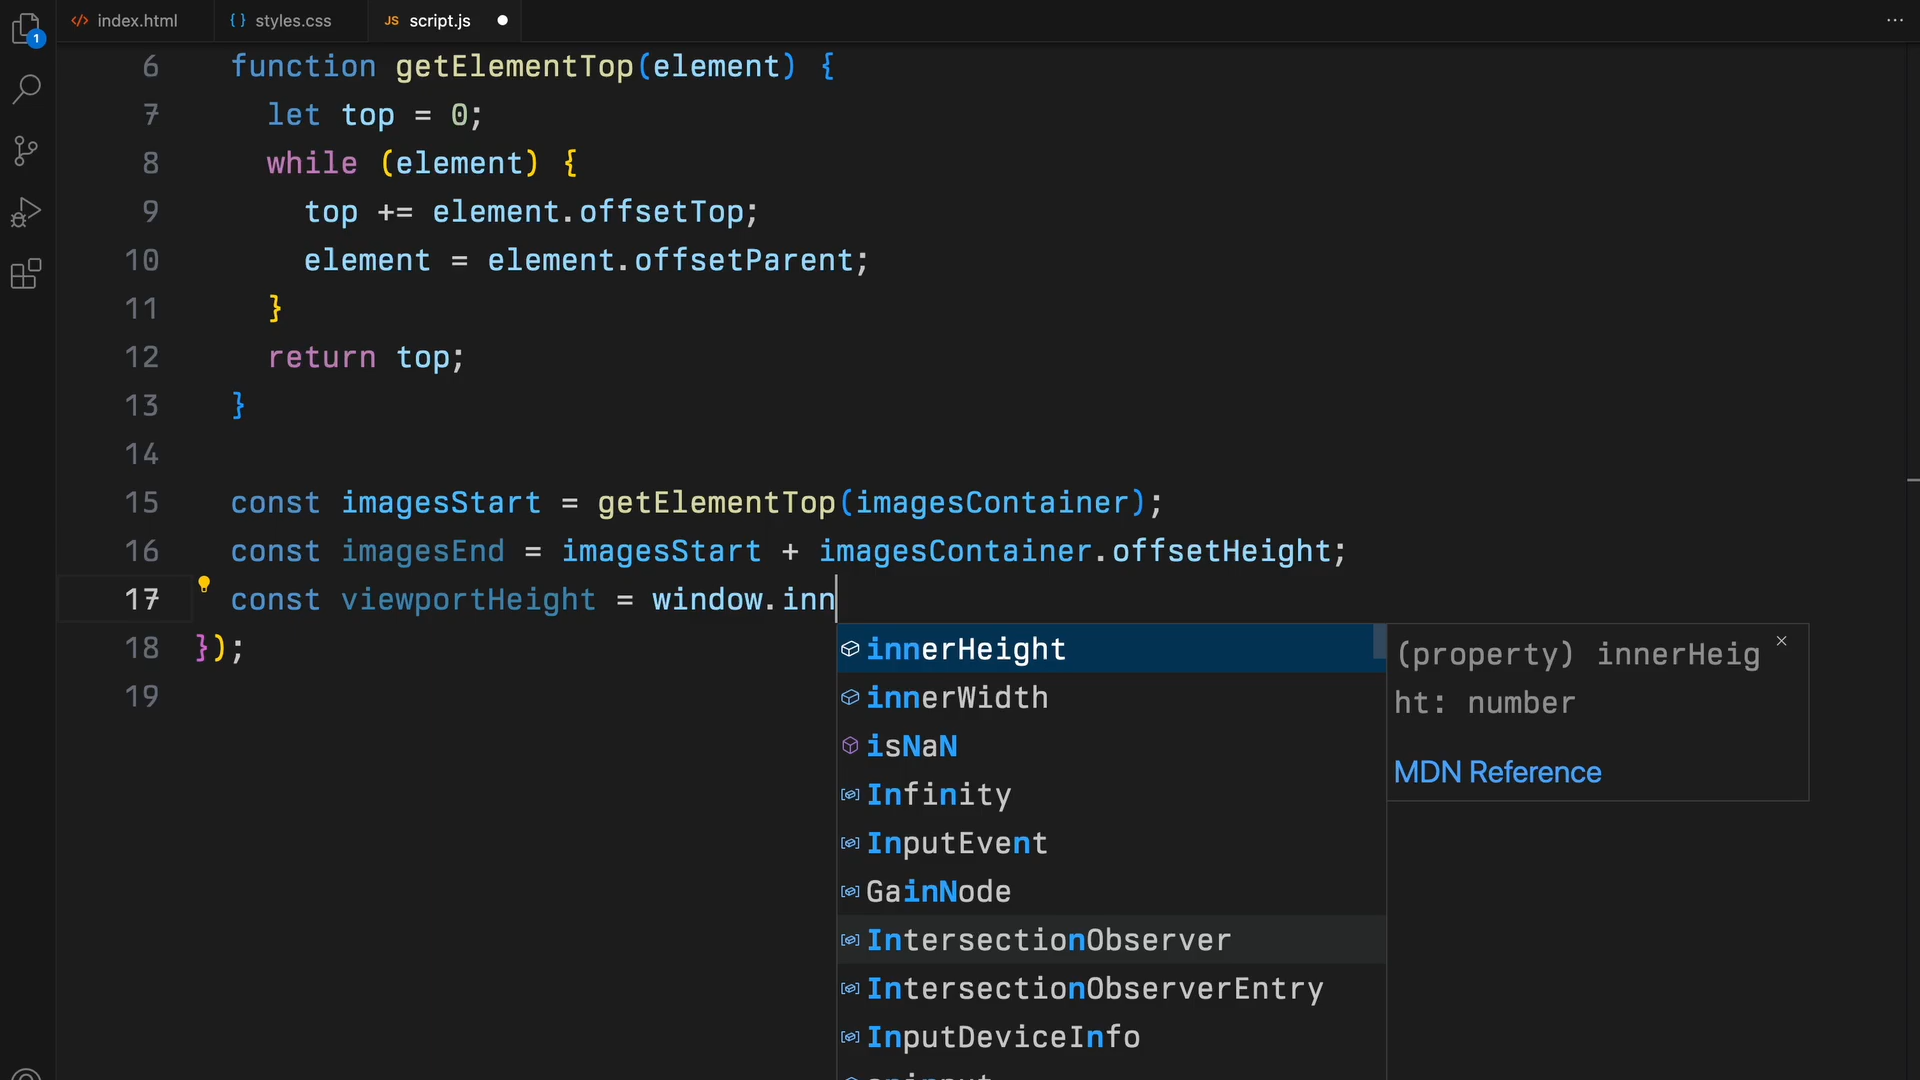 index.html
styles.css
JS script.js
6 function getElementTop(element) {
7 let top = 0;
8 while (element) {
9 top += element.offsetTop;
10 element = element.offsetParent;
11 }
12 return top;
13 }
14
15 const imagesStart = getElementTop(imagesContainer);
16 const imagesEnd = imagesStart + imagesContainer.offsetHeight;
17 const viewportHeight = window.inn
18 });
19
innerHeight
innerWidth
isNaN
Infinity
InputEvent
GainNode
IntersectionObserver
IntersectionObserverEntry
InputDeviceInfo
(property) innerHeig
ht: number
MDN Reference
1